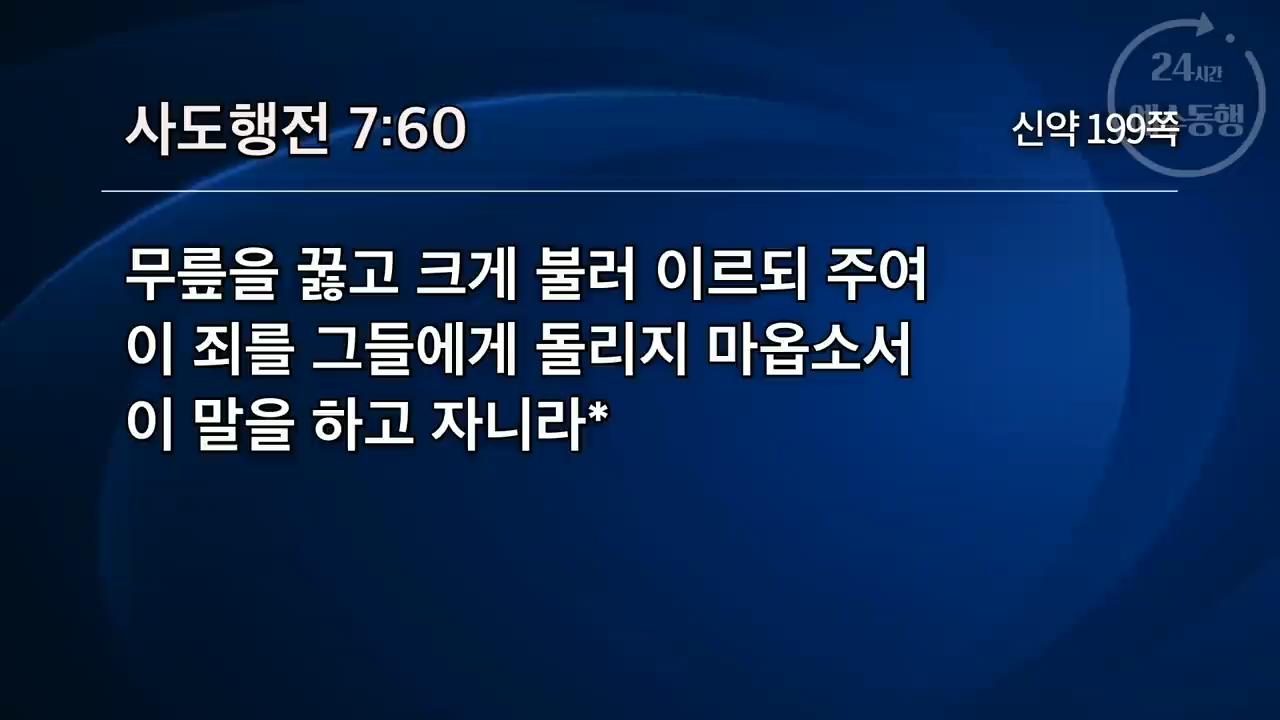 24시간
동행
사도행전 7:60
신약 199쪽
무릎을 꿇고 크게 불러 이르되 주여
이 죄를 그들에게 돌리지 마옵소서
이 말을 하고 자니라*